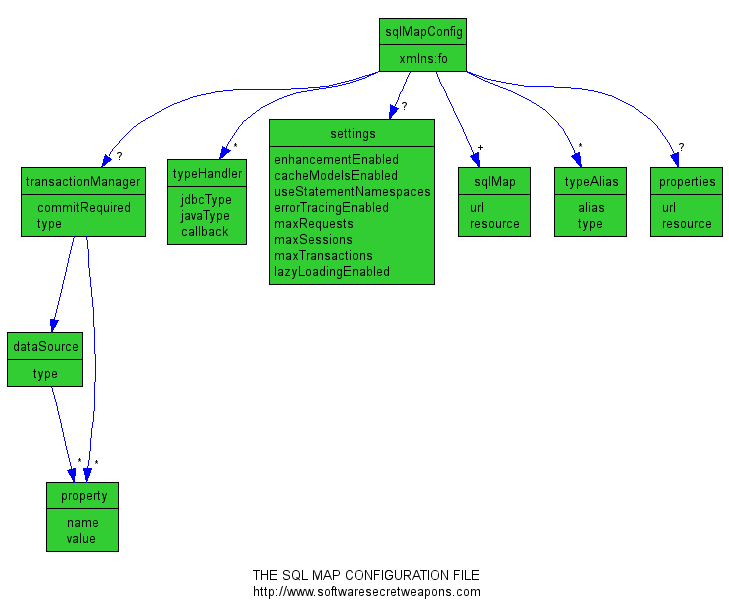 sqlMapConfig
xmlns:fo
?
*
?
+
*
?
transactionManager
commitRequired
type
typeHandler
jdbcType
javaType
callback
settings
enhancementEnabled
cacheModelsEnabled
useStatementNamespaces
errorTracingEnabled
maxRequests
maxSessions
maxTransactions
lazyLoadingEnabled
sqlMap
url
resource
typeAlias
alias
type
properties
url
resource
dataSource
type
*
*
property
name
value
THE SQL MAP CONFIGURATION FILE
http://www.softwaresecretweapons.com